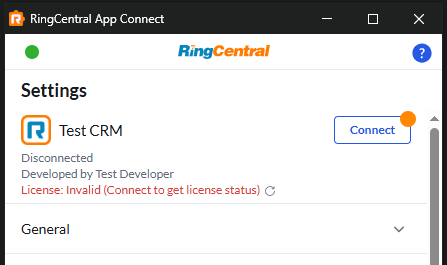 RingCentral App Connect
RingCentral
?
Settings
Test CRM
Connect
Disconnected
Developed by Test Developer
License: Invalid (Connect to get license status)
General